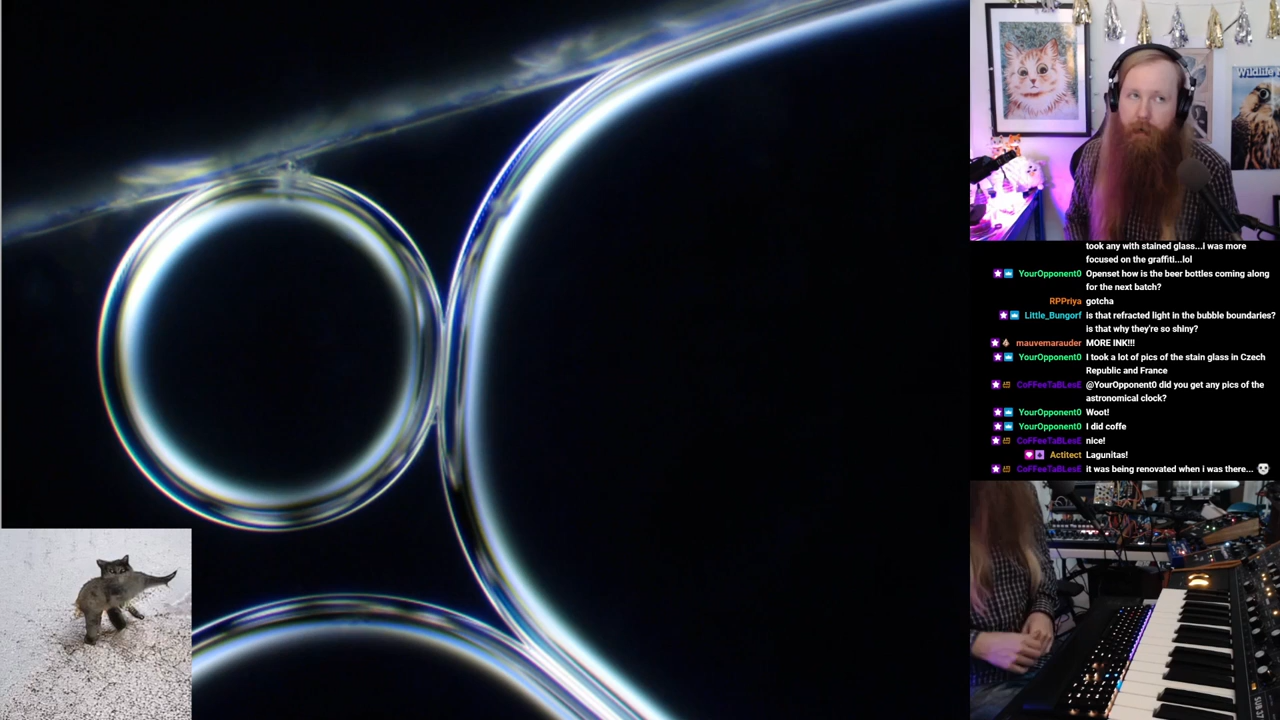 Wildlife
took any with stained glass...I was more
focused on the graffiti...lol
YourOpponent0 Openset how is the beer bottles coming along
for the next batch?
RPPriya gotcha
Little_Bungorf is that refracted light in the bubble boundaries?
is that why they're so shiny?
mauvemarauder MORE INK!!!
YourOpponent0 I took a lot of pics of the stain glass in Czech
Republic and France
CoFFeeTaBLesE @YourOpponent0 did you get any pics of the
astronomical clock?
YourOpponent0 Woot!
YourOpponent0 I did coffe
CoFFeeTaBLesE nice!
Actitect Lagunitas!
CoFFeeTaBLesE it was being renovated when i was there...